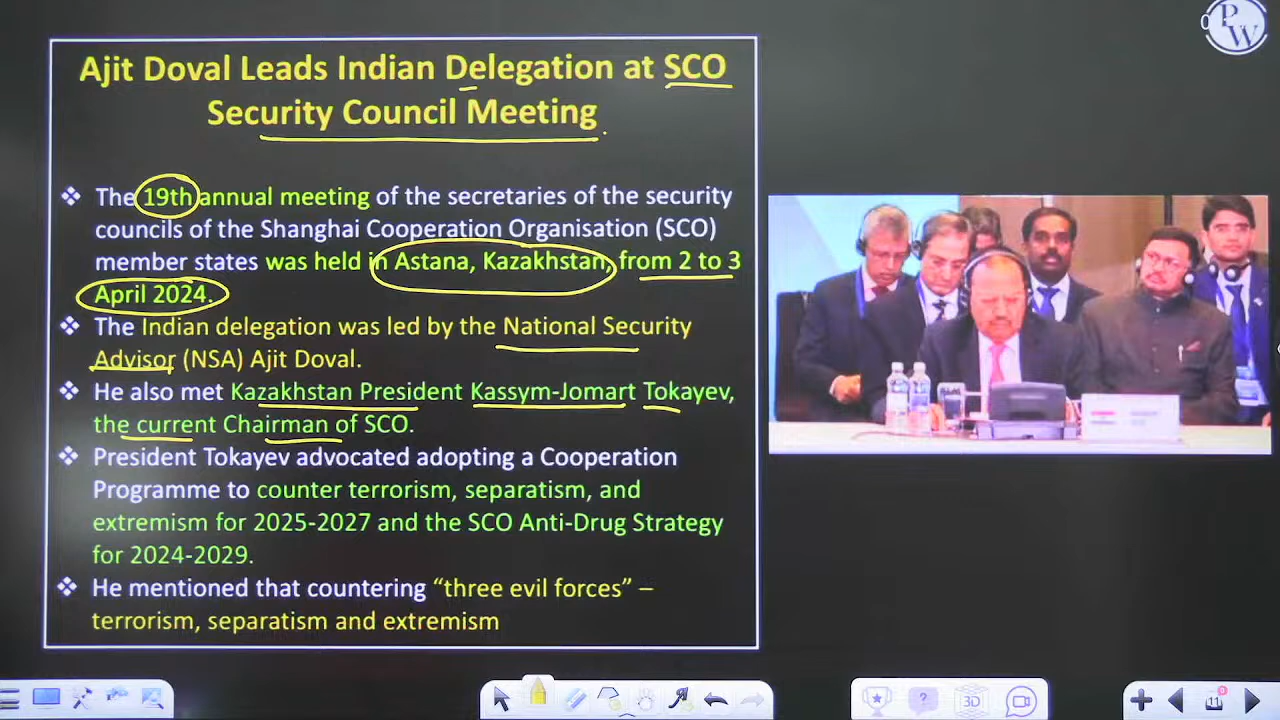 PW
Ajit Doval Leads Indian Delegation at SCO
Security Council Meeting
❖ The 19th annual meeting of the secretaries of the security
councils of the Shanghai Cooperation Organisation (SCO)
member states was held in Astana, Kazakhstan, from 2 to 3
April 2024.
❖ The Indian delegation was led by the National Security
Advisor (NSA) Ajit Doval.
❖ He also met Kazakhstan President Kassym-Jomart Tokayev,
the current Chairman of SCO.
❖ President Tokayev advocated adopting a Cooperation
Programme to counter terrorism, separatism, and
extremism for 2025-2027 and the SCO Anti-Drug Strategy
for 2024-2029.
❖ He mentioned that countering “three evil forces” –
terrorism, separatism and extremism
3D
11